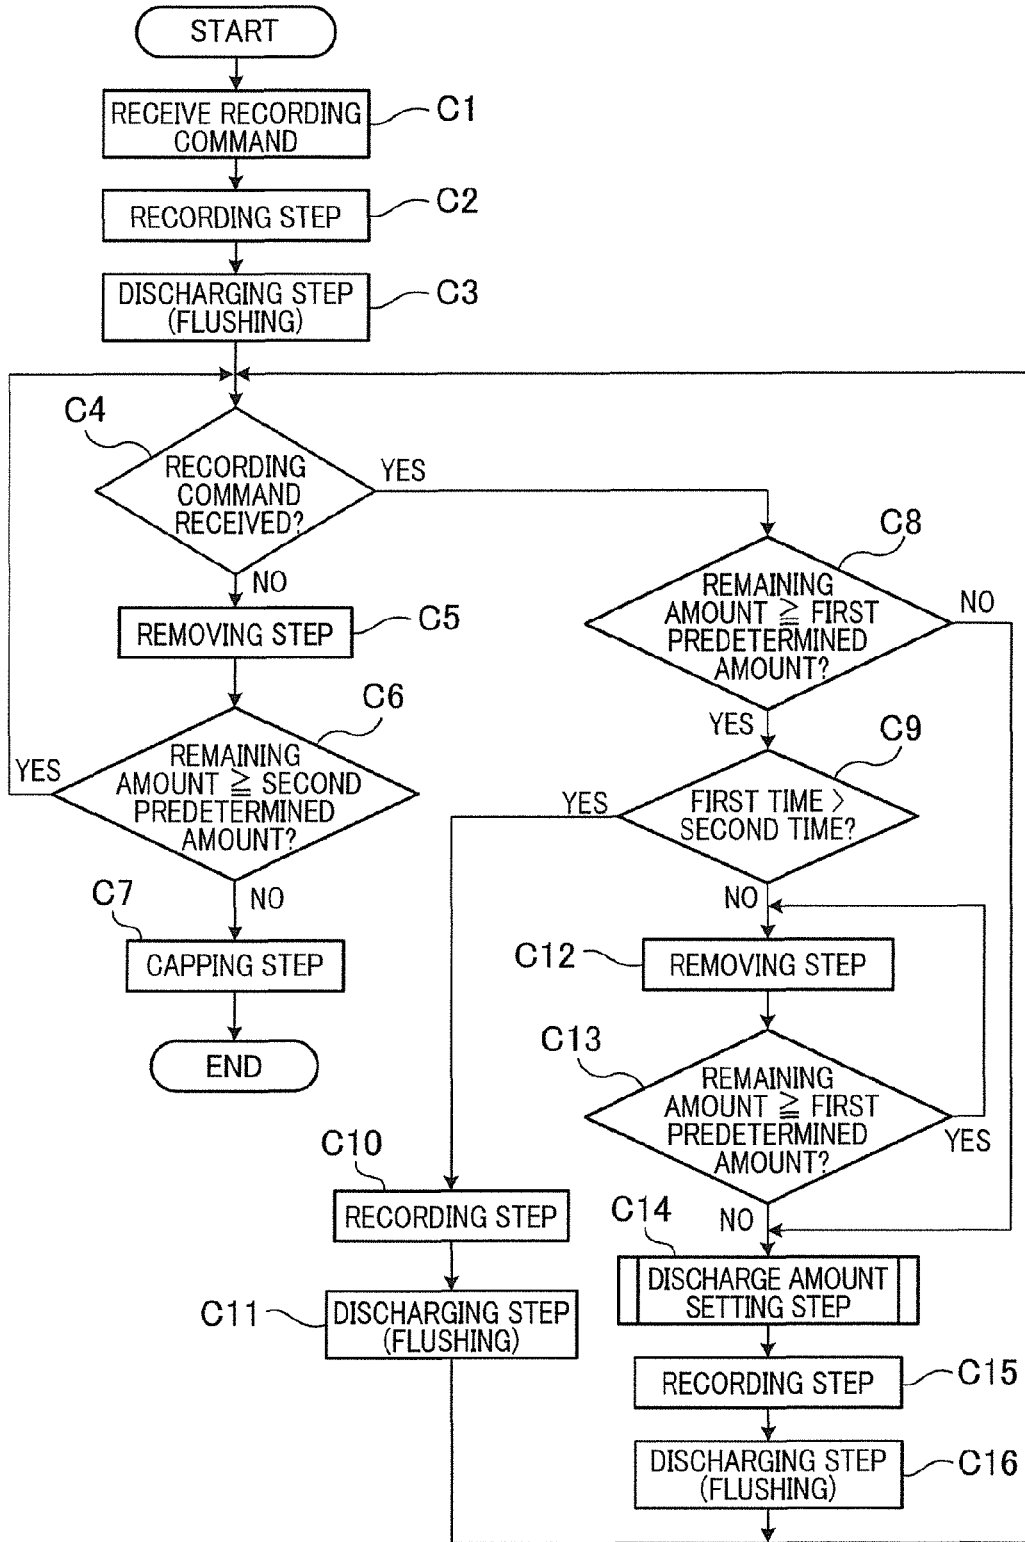 START
RECEIVE RECORDING
COMMAND
C1
RECORDING STEP
C2
DISCHARGING STEP
(FLUSHING)
C3
C4
RECORDING
COMMAND
RECEIVED?
YES
NO
REMOVING STEP
C5
C6
REMAINING
AMOUNT ≧ SECOND
PREDETERMINED
AMOUNT?
YES
NO
C7
CAPPING STEP
END
C8
REMAINING
AMOUNT ≧ FIRST
PREDETERMINED
AMOUNT?
NO
YES
C9
FIRST TIME >
SECOND TIME?
YES
NO
C12
REMOVING STEP
C13
REMAINING
AMOUNT ≧ FIRST
PREDETERMINED
AMOUNT?
YES
NO
C10
RECORDING STEP
C11
DISCHARGING STEP
(FLUSHING)
C14
DISCHARGE AMOUNT
SETTING STEP
RECORDING STEP
C15
DISCHARGING STEP
(FLUSHING)
C16